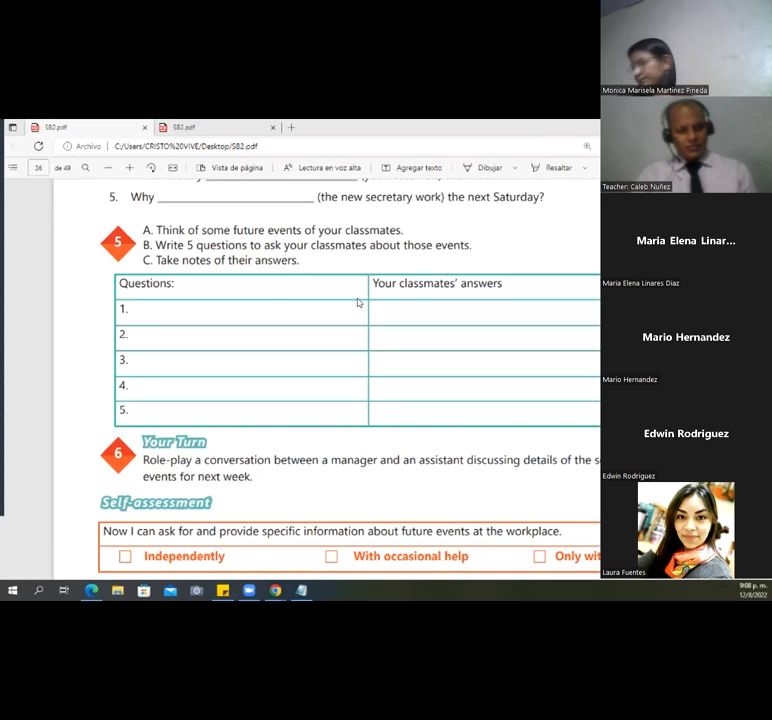 SB2.pdf
SB2.pdf
Archivo
C:/Users/CRISTO%20VIVE/Desktop/SB2.pdf
36 de 49
Vista de página
Lectura en voz alta
Agregar texto
Dibujar
Resaltar
5. Why ____________________ (the new secretary work) the next Saturday?
5
A. Think of some future events of your classmates.
B. Write 5 questions to ask your classmates about those events.
C. Take notes of their answers.
Questions:
Your classmates' answers
1.
2.
3.
4.
5.
6
Your Turn
Role-play a conversation between a manager and an assistant discussing details of the s
events for next week.
Self-assessment
Now I can ask for and provide specific information about future events at the workplace.
Independently
With occasional help
Only wit
9:08 p. m.
12/8/2022
Monica Marisela Martinez Pineda
Teacher: Caleb Nuñez
Maria Elena Linar...
Maria Elena Linares Diaz
Mario Hernandez
Mario Hernandez
Edwin Rodriguez
Edwin Rodriguez
Laura Fuentes